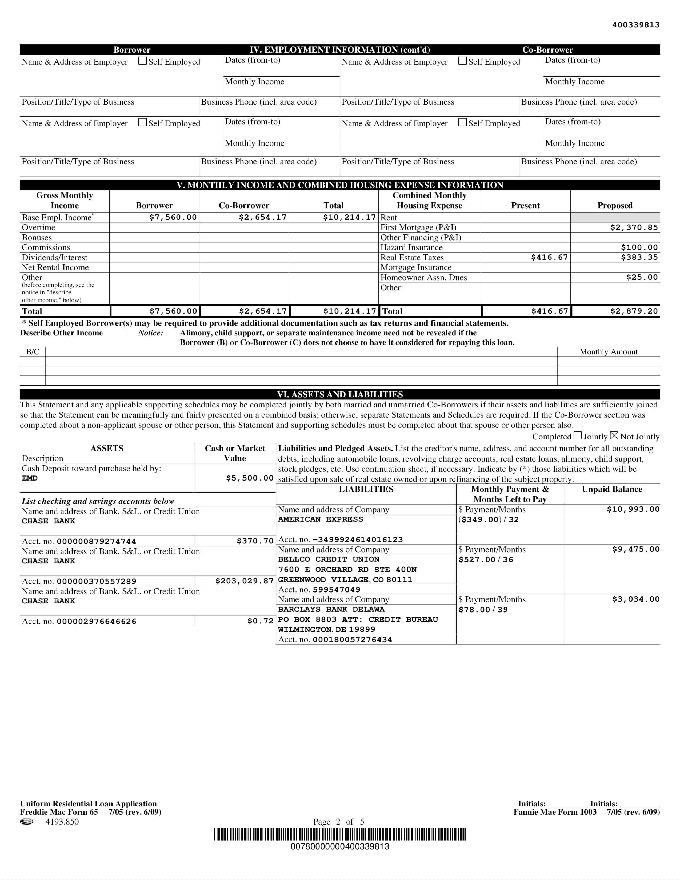 400339813
Borrower IV. EMPLOYMENT INFORMATION (cont'd) Co-Borrower
Name & Address of Employer Self Employed Dates (from-to) Name & Address of Employer Self Employed Dates (from-to)
Monthly Income Monthly Income
Position/Title/Type of Business Business Phone (incl. area code) Position/Title/Type of Business Business Phone (incl. area code)
Name & Address of Employer Self Employed Dates (from-to) Name & Address of Employer Self Employed Dates (from-to)
Monthly Income Monthly Income
Position/Title/Type of Business Business Phone (incl. area code) Position/Title/Type of Business Business Phone (incl. area code)
V. MONTHLY INCOME AND COMBINED HOUSING EXPENSE INFORMATION
Gross Monthly Combined Monthly
Income Borrower Co-Borrower Total Housing Expense Present Proposed
Base Empl. Income* $7,560.00 $2,654.17 $10,214.17 Rent
Overtime First Mortgage (P&I) $2,370.85
Bonuses Other Financing (P&I)
Commissions Hazard Insurance $100.00
Dividends/Interest Real Estate Taxes $416.67 $383.35
Net Rental Income Mortgage Insurance
Other Homeowner Assn. Dues $25.00
(before completing, see the Other
notice in "describe
other income," below)
Total $7,560.00 $2,654.17 $10,214.17 Total $416.67 $2,879.20
* Self Employed Borrower(s) may be required to provide additional documentation such as tax returns and financial statements.
Describe Other Income Notice: Alimony, child support, or separate maintenance income need not be revealed if the
Borrower (B) or Co-Borrower (C) does not choose to have it considered for repaying this loan.
B/C Monthly Amount
VI. ASSETS AND LIABILITIES
This Statement and any applicable supporting schedules may be completed jointly by both married and unmarried Co-Borrowers if their assets and liabilities are sufficiently joined
so that the Statement can be meaningfully and fairly presented on a combined basis; otherwise, separate Statements and Schedules are required. If the Co-Borrower section was
completed about a non-applicant spouse or other person, this Statement and supporting schedules must be completed about that spouse or other person also.
Completed Jointly Not Jointly
ASSETS Cash or Market Liabilities and Pledged Assets. List the creditor's name, address, and account number for all outstanding
Description Value debts, including automobile loans, revolving charge accounts, real estate loans, alimony, child support,
Cash Deposit toward purchase held by: stock pledges, etc. Use continuation sheet, if necessary. Indicate by (*) those liabilities which will be
EMD $5,500.00 satisfied upon sale of real estate owned or upon refinancing of the subject property.
LIABILITIES Monthly Payment & Unpaid Balance
List checking and savings accounts below Months Left to Pay
Name and address of Bank, S&L, or Credit Union Name and address of Company $ Payment/Months $10,993.00
CHASE BANK AMERICAN EXPRESS ($349.00)/32
Acct. no. 000000879274744 $370.70 Acct. no. -3499924614016123
Name and address of Bank, S&L, or Credit Union Name and address of Company $ Payment/Months $9,475.00
CHASE BANK BELLCO CREDIT UNION $527.00/36
7600 E ORCHARD RD STE 400N
Acct. no. 000000370557289 $203,029.87 GREENWOOD VILLAGE, CO 80111
Name and address of Bank, S&L, or Credit Union Acct. no. 599547049
CHASE BANK Name and address of Company $ Payment/Months $3,034.00
BARCLAYS BANK DELAWA $78.00/39
Acct. no. 000002976646626 $0.72 PO BOX 8803 ATT: CREDIT BUREAU
WILMINGTON, DE 19899
Acct. no. 000180057276434
Uniform Residential Loan Application Initials: Initials:
Freddie Mac Form 65 7/05 (rev. 6/09) Fannie Mae Form 1003 7/05 (rev. 6/09)
4193.850 Page 2 of 5
00780000000400339813